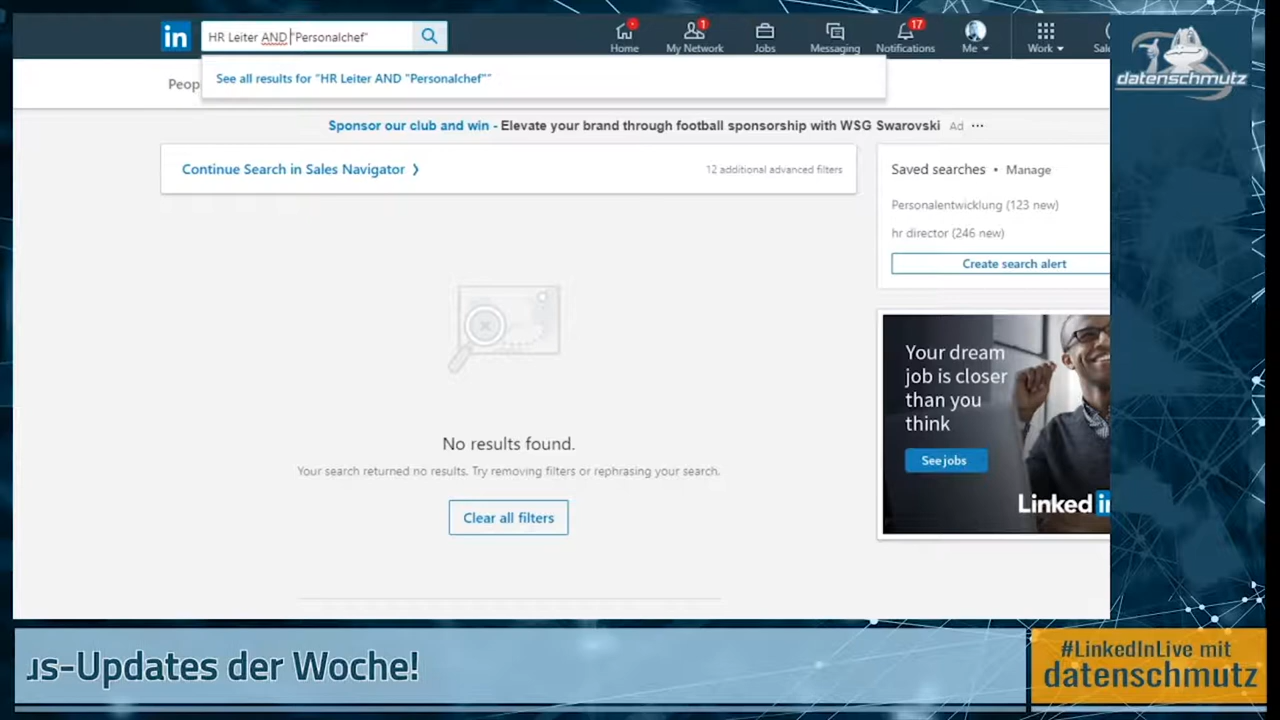 in
HR Leiter AND "Personalchef"
Home
1
My Network
Jobs
Messaging
17
Notifications
Me
Work
datenschmutz
See all results for "HR Leiter AND "Personalchef""
Sponsor our club and win - Elevate your brand through football sponsorship with WSG Swarovski Ad ...
Continue Search in Sales Navigator
12 additional advanced filters
Saved searches • Manage
Personalentwicklung (123 new)
hr director (246 new)
Create search alert
No results found.
Your search returned no results. Try removing filters or rephrasing your search.
Clear all filters
Your dream
job is closer
than you
think
See jobs
Linked in
us-Updates der Woche!
#LinkedInLive mit
datenschmutz